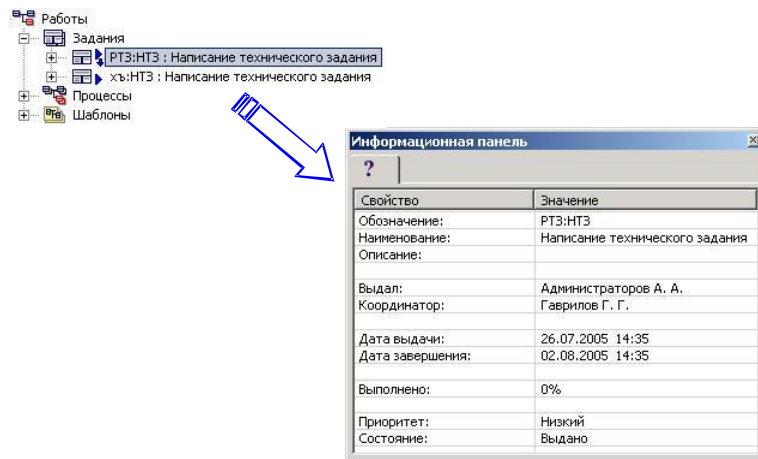 Работы
Задания
РТЗ:НТЗ : Написание технического задания
хъ:НТЗ : Написание технического задания
Процессы
Шаблоны
Информационная панель
?
Свойство Значение
Обозначение: РТЗ:НТЗ
Наименование: Написание технического задания
Описание:
Выдал: Администраторов А. А.
Координатор: Гаврилов Г. Г.
Дата выдачи: 26.07.2005 14:35
Дата завершения: 02.08.2005 14:35
Выполнено: 0%
Приоритет: Низкий
Состояние: Выдано